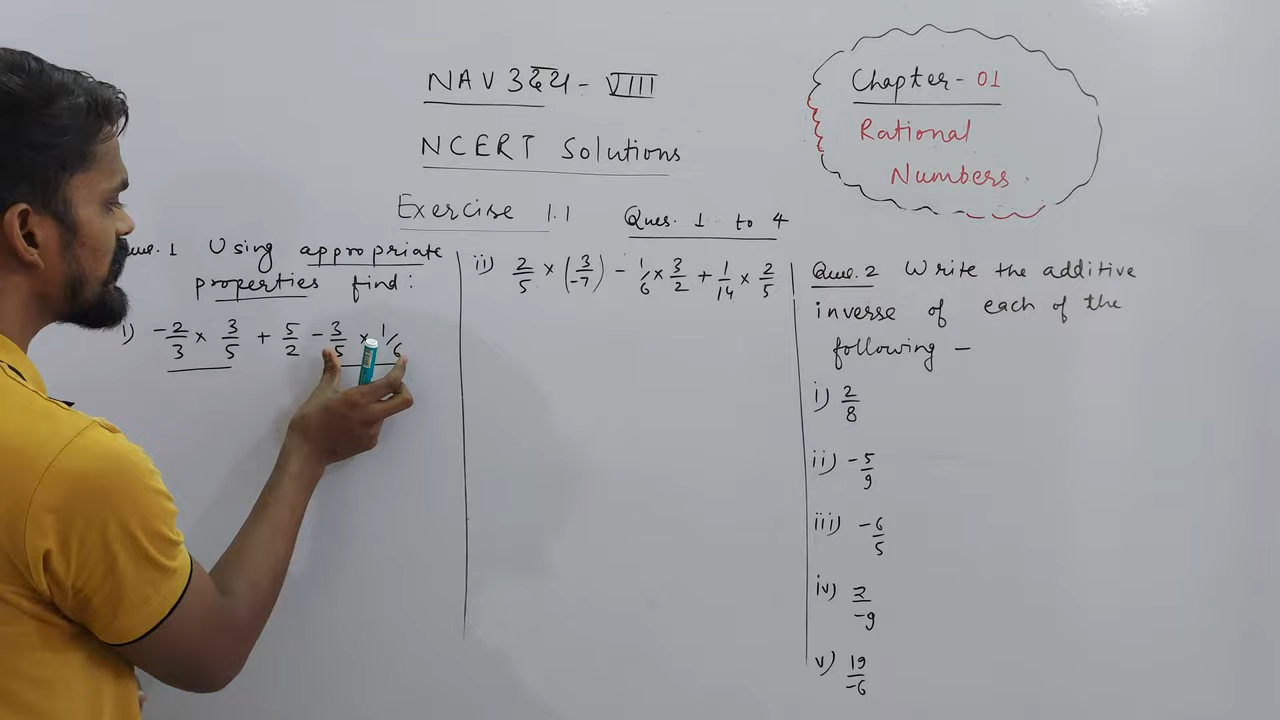 NAV उदय - VIII
NCERT Solutions
Exercise 1.1 Ques. 1 to 4
Chapter - 01
Rational
Numbers
1 Using appropriate
properties find:
i) -2/3 × 3/5 + 5/2 - 3/5 × 1/6
ii) 2/5 × (3/-7) - 1/6 × 3/2 + 1/14 × 2/5
Que. 2 Write the additive
inverse of each of the
following –
i) 2/8
ii) -5/9
iii) -6/5
iv) 2/-9
v) 19/-6